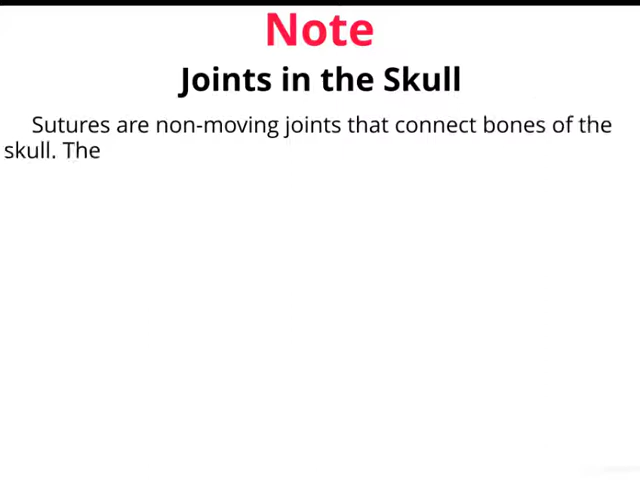 Note
Joints in the Skull
Sutures are non-moving joints that connect bones of the
skull. The